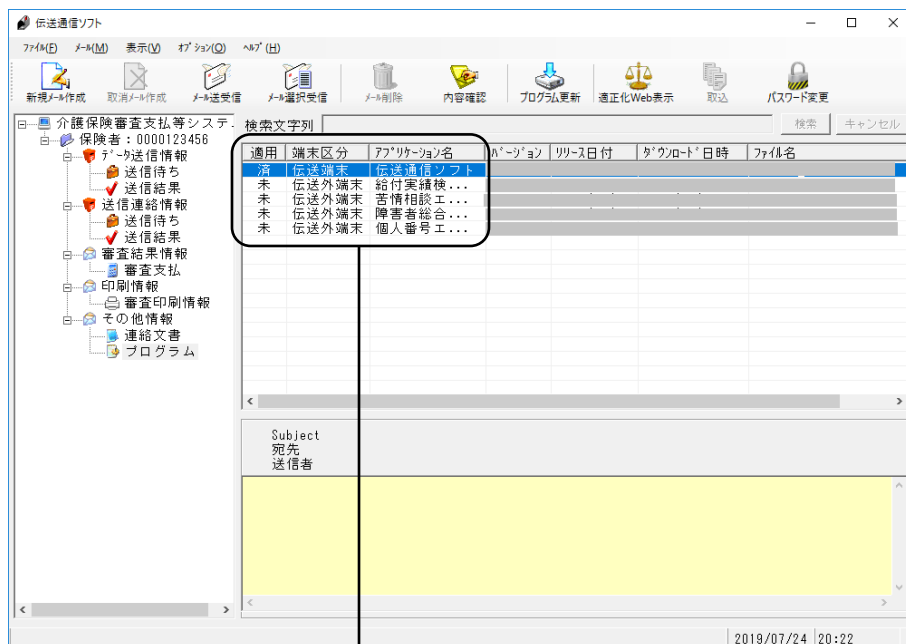 伝送通信ソフト
ファイル(F) メール(M) 表示(V) オプション(O) ヘルプ(H)
新規メール作成 取消メール作成 メール送受信 メール選択受信 メール削除 内容確認 プログラム更新 適正化Web表示 取込 パスワード変更
介護保険審査支払等システ
保険者：0000123456
データ送信情報
送信待ち
送信結果
送信連絡情報
送信待ち
送信結果
審査結果情報
審査支払
印刷情報
審査印刷情報
その他情報
連絡文書
プログラム
検索文字列 検索 キャンセル
適用 端末区分 アプリケーション名 バージョン リリース日付 ダウンロード日時 ファイル名
済 伝送端末 伝送通信ソフト
未 伝送外端末 給付実績検...
未 伝送外端末 苦情相談エ...
未 伝送外端末 障害者総合...
未 伝送外端末 個人番号エ...
Subject
宛先
送信者
2019/07/24 20:22